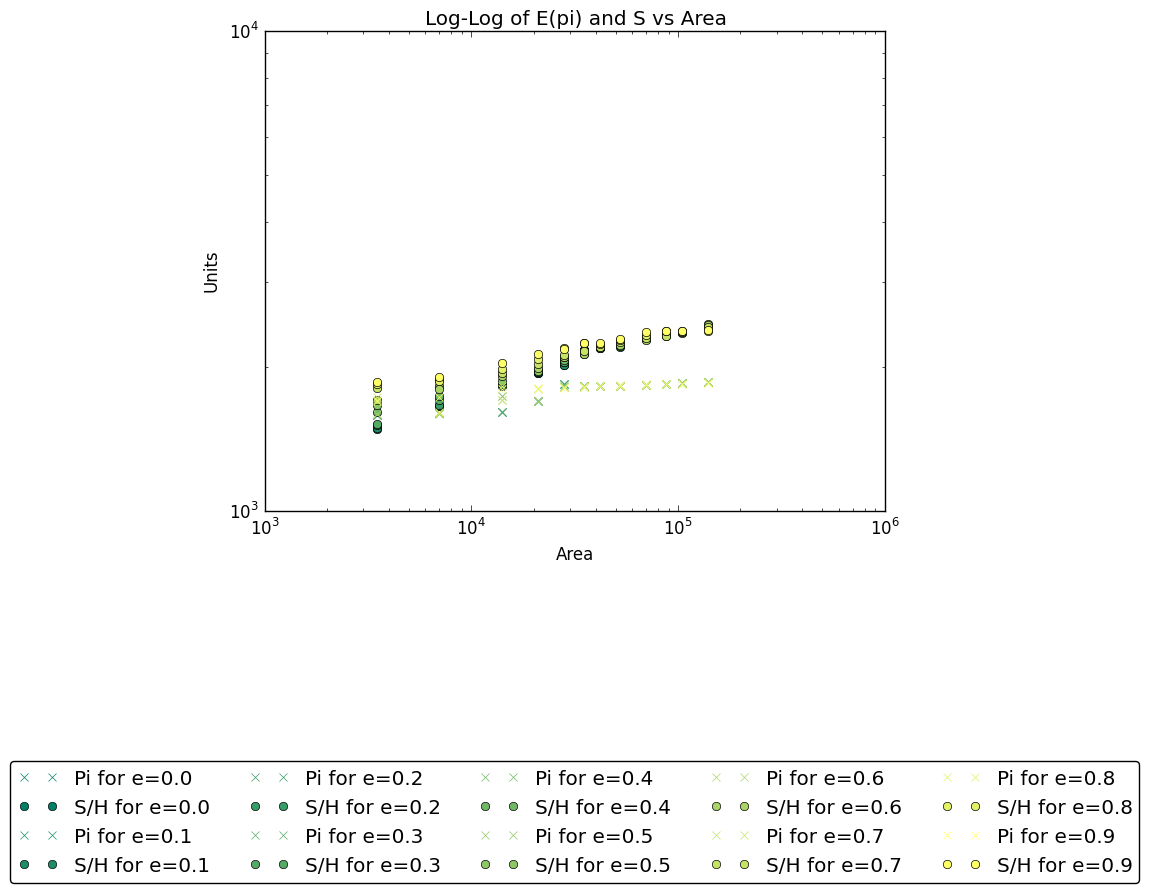 Log-Log of E(pi) and S vs Area
10^4
Units
10^3
10^3 10^4 10^5 10^6
Area
Pi for e=0.0 Pi for e=0.2 Pi for e=0.4 Pi for e=0.6 Pi for e=0.8
S/H for e=0.0 S/H for e=0.2 S/H for e=0.4 S/H for e=0.6 S/H for e=0.8
Pi for e=0.1 Pi for e=0.3 Pi for e=0.5 Pi for e=0.7 Pi for e=0.9
S/H for e=0.1 S/H for e=0.3 S/H for e=0.5 S/H for e=0.7 S/H for e=0.9